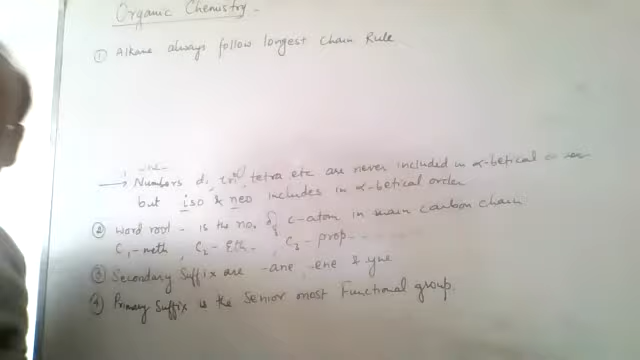 Organic Chemistry -
① Alkane always follow longest chain Rule
→ Numbers di, tri, tetra etc are never included in α-betical order
but iso & neo includes in α-betical order
② word root - is the no. of c-atom in main carbon chain
C₁-meth, C₂-Eth-, C₃-prop--
③ Secondary Suffix are -ane, -ene & yne
④ Primary Suffix is the Senior most Functional group.